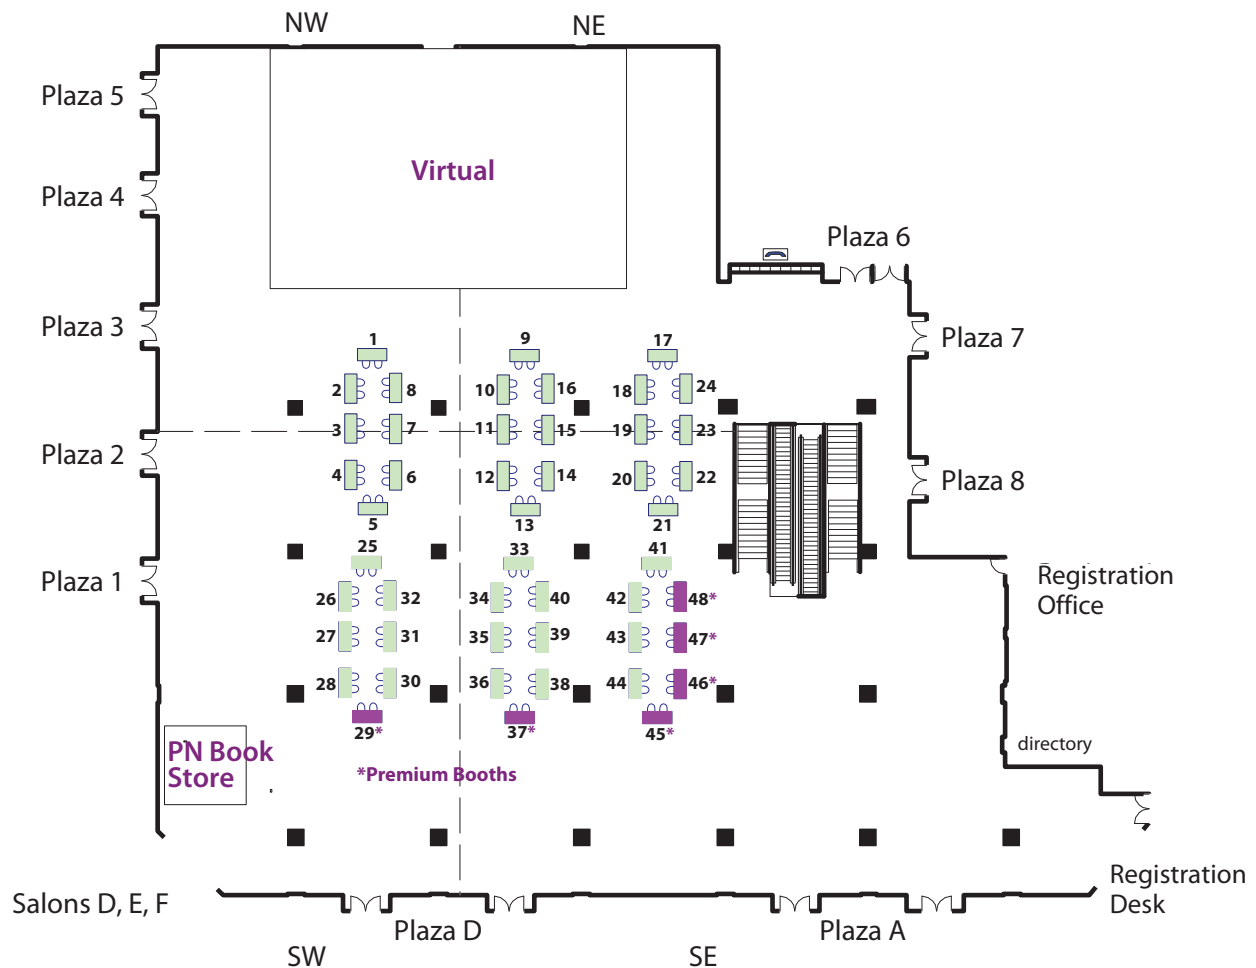 NW
NE
Plaza 5
Virtual
Plaza 4
Plaza 6
Plaza 3
Plaza 7
1
9
17
2
8
10
16
18
24
3
7
11
15
19
23
Plaza 2
4
6
12
14
20
22
Plaza 8
5
13
21
25
33
41
Plaza 1
Registration
Office
26
32
34
40
42
48*
27
31
35
39
43
47*
28
30
36
38
44
46*
29*
37*
45*
PN Book
Store
directory
*Premium Booths
Registration
Desk
Salons D, E, F
Plaza D
Plaza A
SW
SE